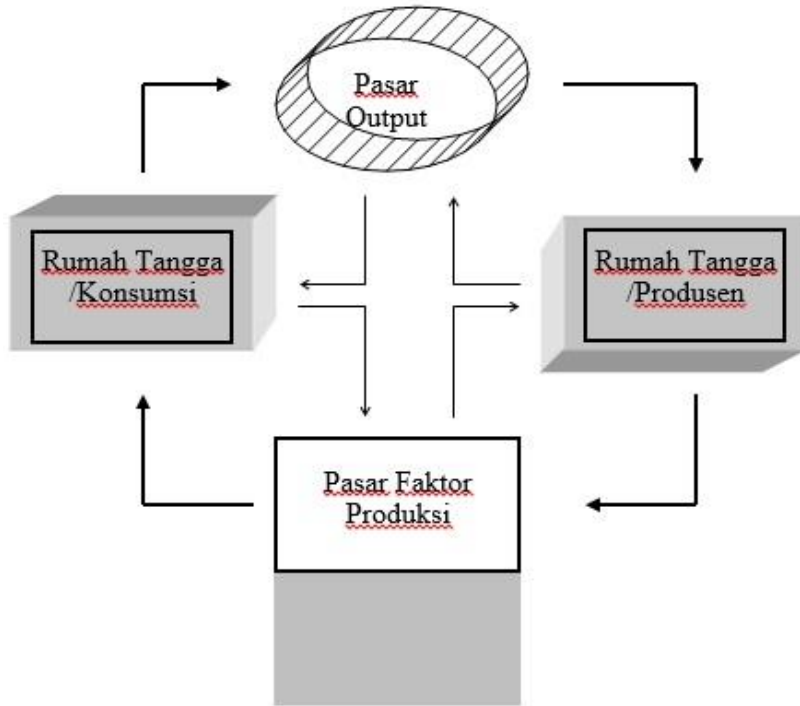 Pasar
Output
Rumah Tangga
/Konsumsi
Rumah Tangga
/Produsen
Pasar Faktor
Produksi